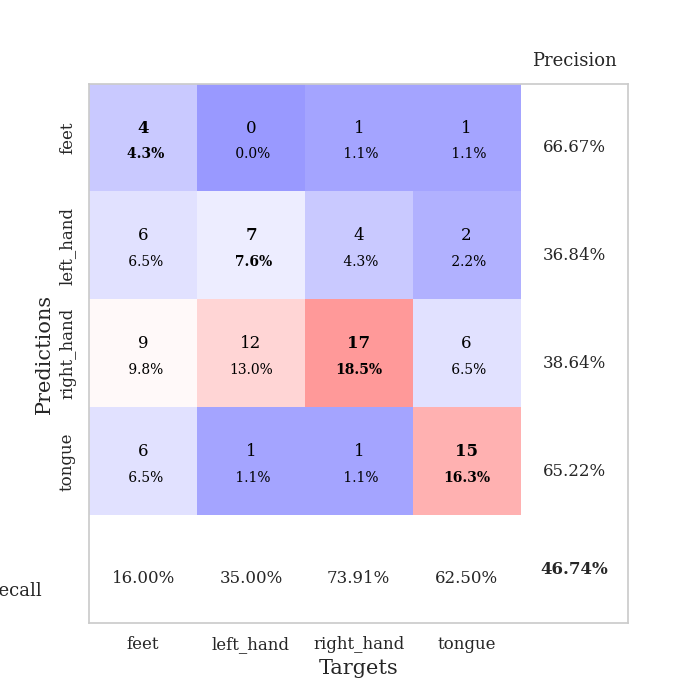 Precision
feet
4 0 1 1 66.67%
4.3% 0.0% 1.1% 1.1%
left_hand
6 7 4 2 36.84%
6.5% 7.6% 4.3% 2.2%
Predictions
right_hand
9 12 17 6 38.64%
9.8% 13.0% 18.5% 6.5%
tongue
6 1 1 15 65.22%
6.5% 1.1% 1.1% 16.3%
ecall 16.00% 35.00% 73.91% 62.50% 46.74%
feet left_hand right_hand tongue
Targets